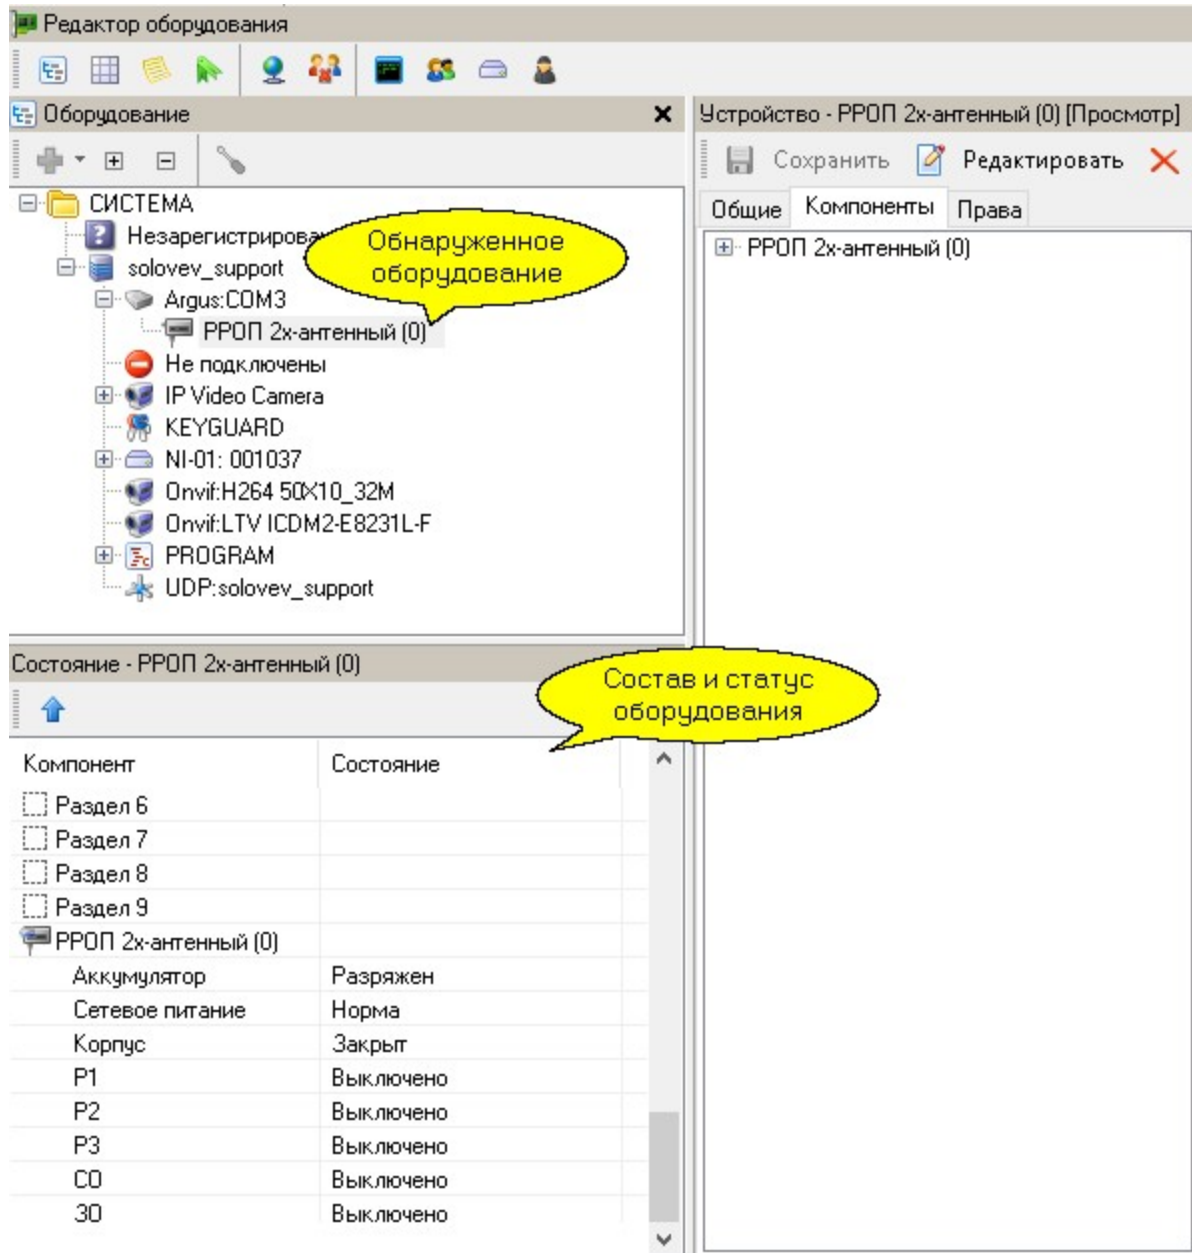 Редактор оборудования
Оборудование
СИСТЕМА
Обнаруженное
оборудование
solovev_support
Argus:COM3
РРОП 2х-антенный (0)
Не подключены
IP Video Camera
KEYGUARD
NI-01: 001037
Onvif:H264 50X10_32M
Onvif:LTV ICDM2-E8231L-F
PROGRAM
UDP:solovev_support
Состояние - РРОП 2х-антенный (0)
Состав и статус
оборудования
Компонент Состояние
Раздел 6
Раздел 7
Раздел 8
Раздел 9
РРОП 2х-антенный (0)
Аккумулятор Разряжен
Сетевое питание Норма
Корпус Закрыт
P1 Выключено
P2 Выключено
P3 Выключено
СО Выключено
ЗО Выключено
Устройство - РРОП 2х-антенный (0) [Просмотр]
Сохранить Редактировать
Общие Компоненты Права
РРОП 2х-антенный (0)